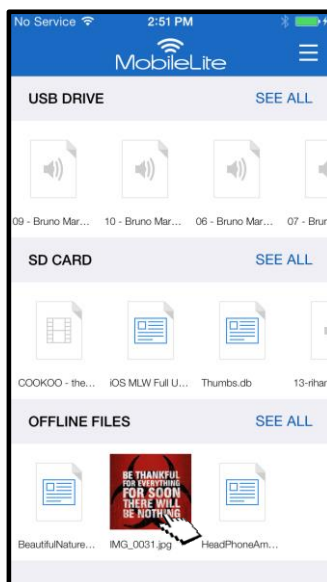 No Service 2:51 PM
MobileLite
USB DRIVE SEE ALL
09 - Bruno Mar... 10 - Bruno Mar... 06 - Bruno Mar... 07 - Brun
SD CARD SEE ALL
COOKOO - the... iOS MLW Full U... Thumbs.db 13-rihar
OFFLINE FILES SEE ALL
BE THANKFUL
FOR EVERYTHING
FOR SOON
THERE WILL
BE NOTHING
BeautifulNature... IMG_0031.jpg HeadPhoneAm...